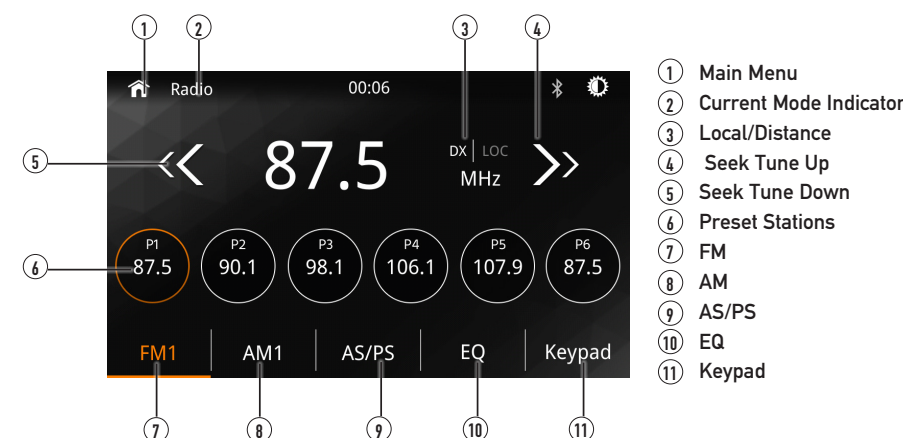 1 2 3 4
Radio 00:06
87.5
DX | LOC
MHz
5
P1 P2 P3 P4 P5 P6
87.5 90.1 98.1 106.1 107.9 87.5
6
FM1 AM1 AS/PS EQ Keypad
7 8 9 10 11
1 Main Menu
2 Current Mode Indicator
3 Local/Distance
4 Seek Tune Up
5 Seek Tune Down
6 Preset Stations
7 FM
8 AM
9 AS/PS
10 EQ
11 Keypad